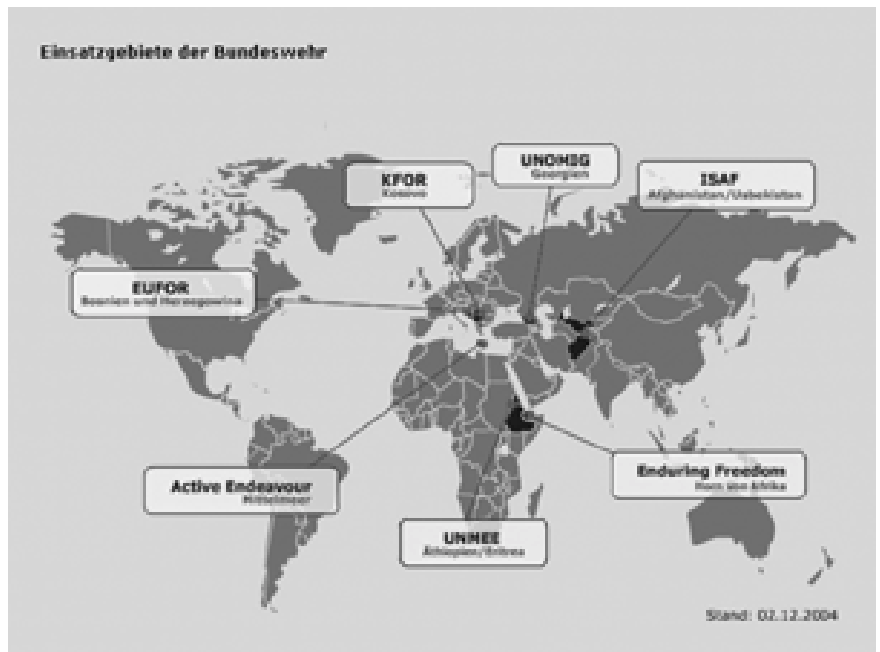 Einsatzgebiete der Bundeswehr
UNOMIG
Georgien
KFOR
Kosovo
ISAF
Afghanistan/Usbekistan
EUFOR
Bosnien und Herzegowina
Active Endeavour
Mittelmeer
Enduring Freedom
Horn von Afrika
UNMEE
Äthiopien/Eritrea
Stand: 02.12.2004